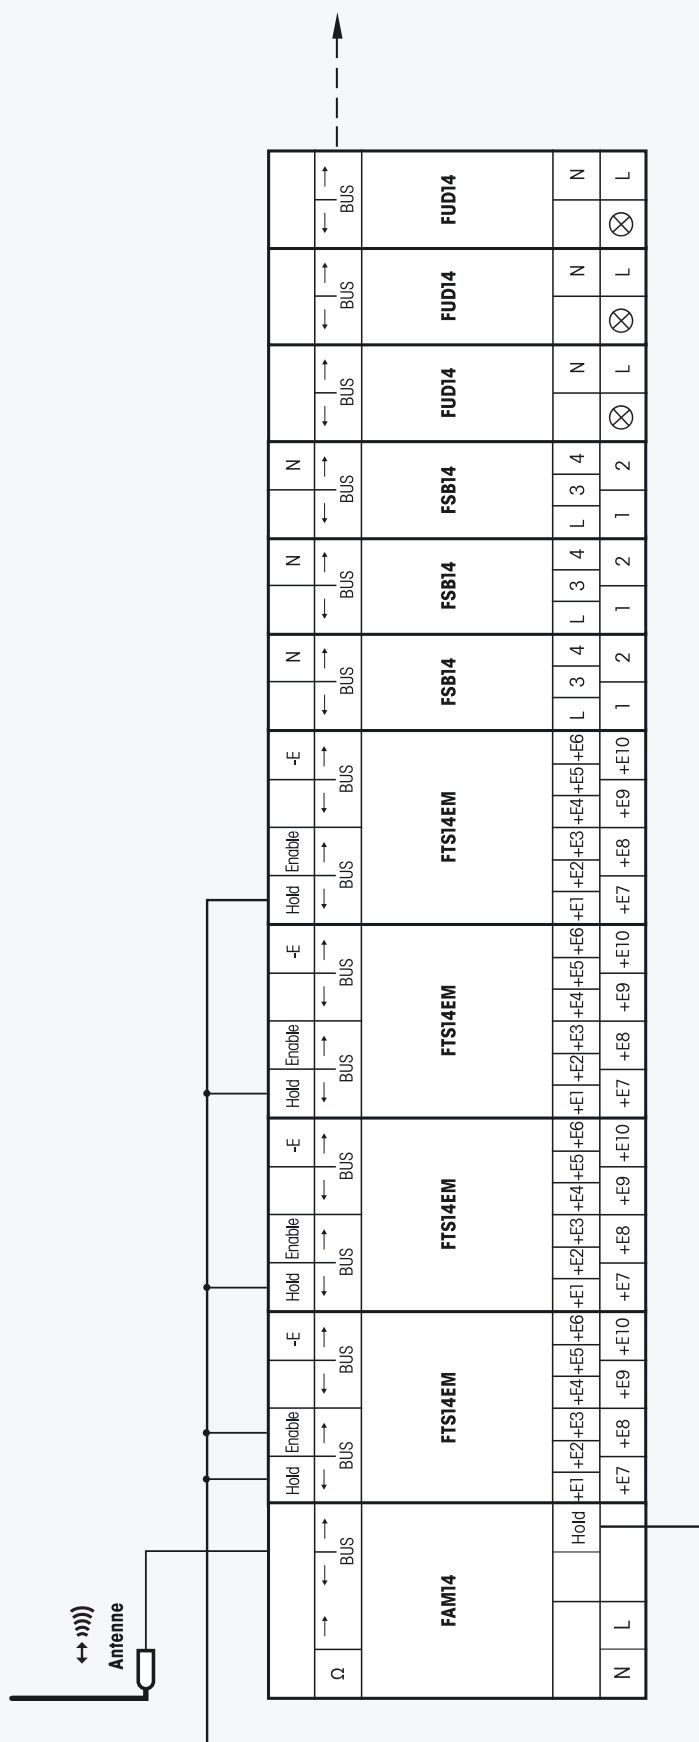 Antenne
Hold Enable -E Hold Enable -E Hold Enable -E Hold Enable -E N N N
Ω BUS BUS BUS BUS BUS BUS BUS BUS BUS BUS BUS BUS BUS BUS BUS
FAM14 FTS14EM FTS14EM FTS14EM FTS14EM FSB14 FSB14 FSB14 FUD14 FUD14 FUD14
Hold +E1 +E2 +E3 +E4 +E5 +E6 +E1 +E2 +E3 +E4 +E5 +E6 +E1 +E2 +E3 +E4 +E5 +E6 +E1 +E2 +E3 +E4 +E5 +E6 L 3 4 L 3 4 L 3 4 N N N
N L +E7 +E8 +E9 +E10 +E7 +E8 +E9 +E10 +E7 +E8 +E9 +E10 +E7 +E8 +E9 +E10 1 2 1 2 1 2 L L L